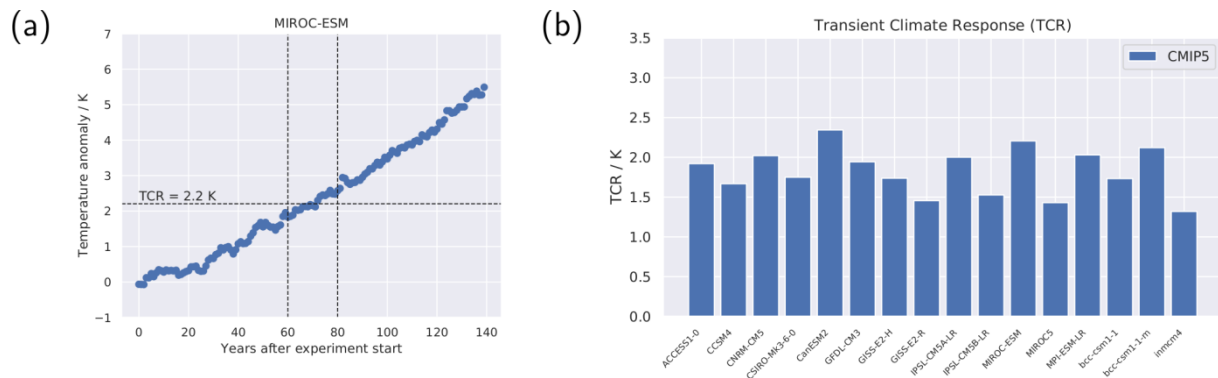 (a)
MIROC-ESM
7
6
5
4
3
2
1
0
−1
Temperature anomaly / K
TCR = 2.2 K
0 20 40 60 80 100 120 140
Years after experiment start
(b)
Transient Climate Response (TCR)
CMIP5
3.5
3.0
2.5
2.0
1.5
1.0
0.5
0.0
TCR / K
ACCESS1-0
CCSM4
CNRM-CM5
CSIRO-Mk3-6-0
CanESM2
GFDL-CM3
GISS-E2-H
GISS-E2-R
IPSL-CM5A-LR
IPSL-CM5B-LR
MIROC-ESM
MIROC5
MPI-ESM-LR
bcc-csm1-1
bcc-csm1-1-m
inmcm4